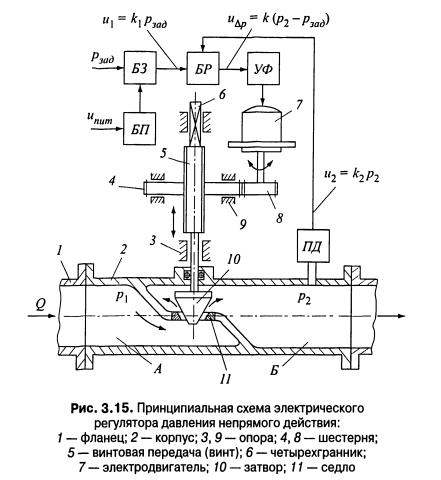 u₁ = k₁ p_зад
u_Δp = k (p₂ – p_зад)
p_зад
БЗ
БР
УФ
6
7
u_пит
БП
5
u₂ = k₂ p₂
4
8
9
ПД
1
2
3
10
Q
p₁
p₂
А
Б
11
Рис. 3.15. Принципиальная схема электрического
регулятора давления непрямого действия:
1 — фланец; 2 — корпус; 3, 9 — опора; 4, 8 — шестерня;
5 — винтовая передача (винт); 6 — четырехгранник;
7 — электродвигатель; 10 — затвор; 11 — седло